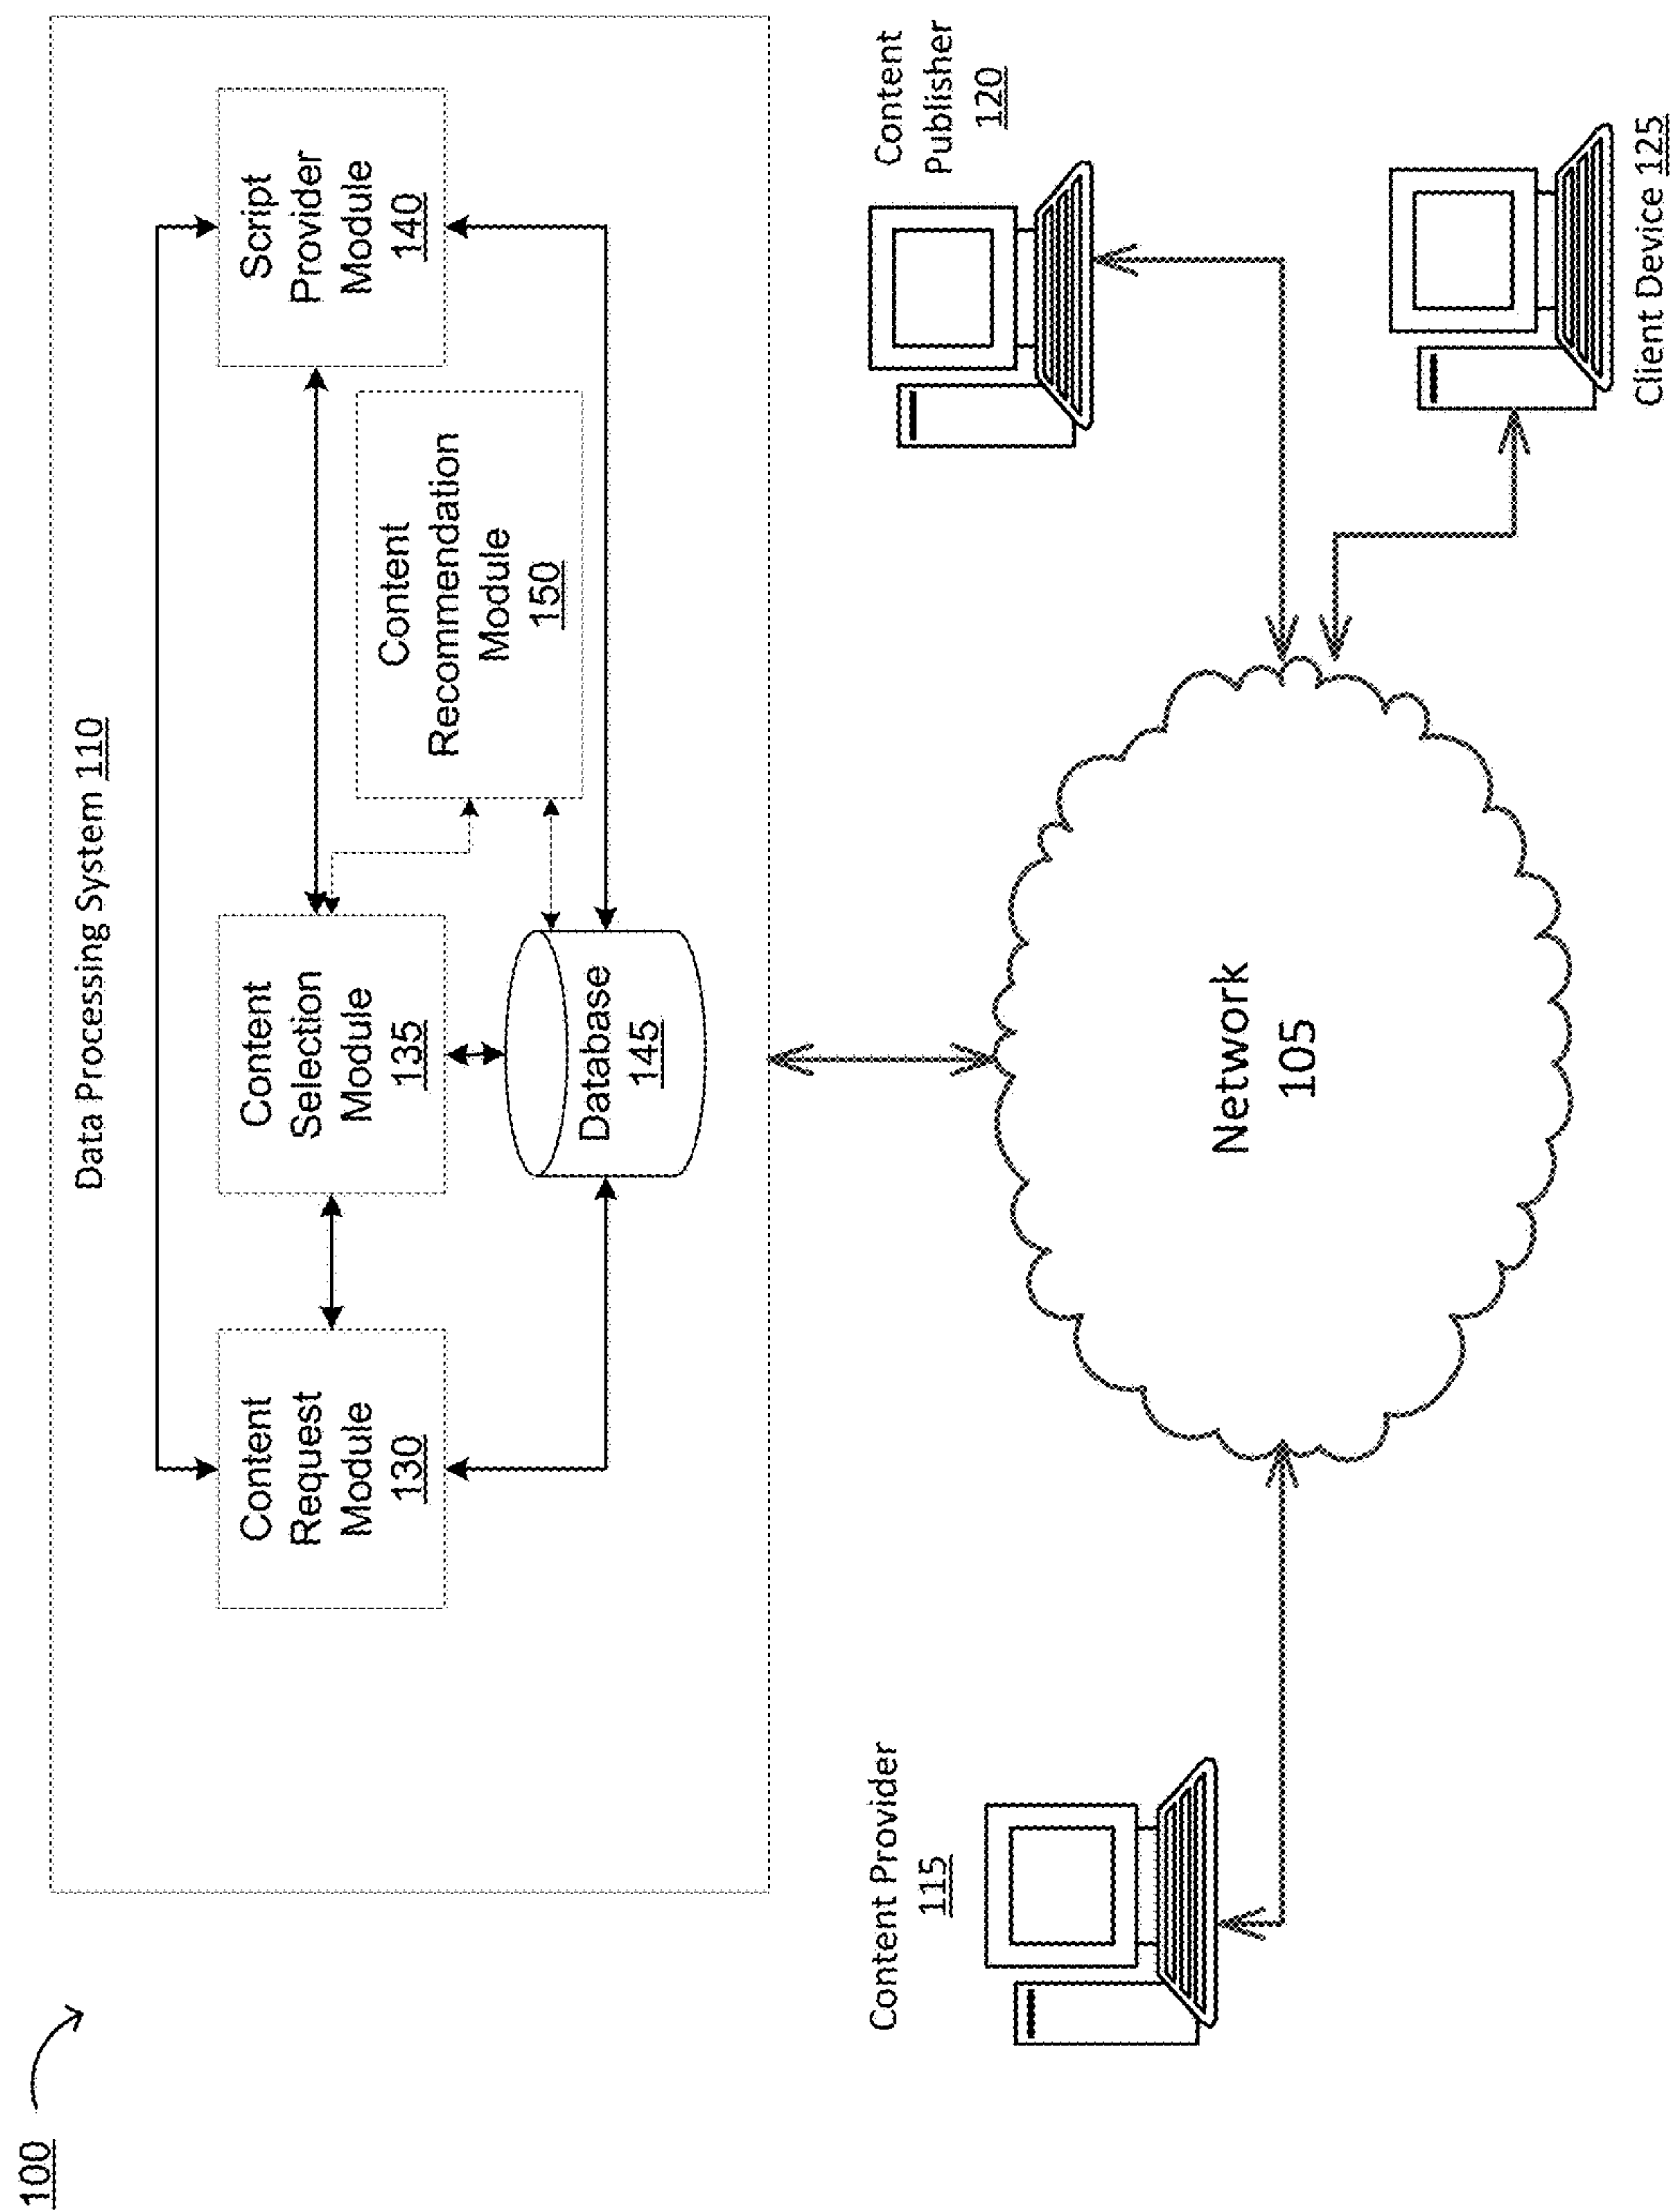 100
Data Processing System 110
Content
Request
Module
130
Content
Selection
Module
135
Script
Provider
Module
140
Content
Recommendation
Module
150
Database
145
Content Provider
115
Network
105
Content
Publisher
120
Client Device 125